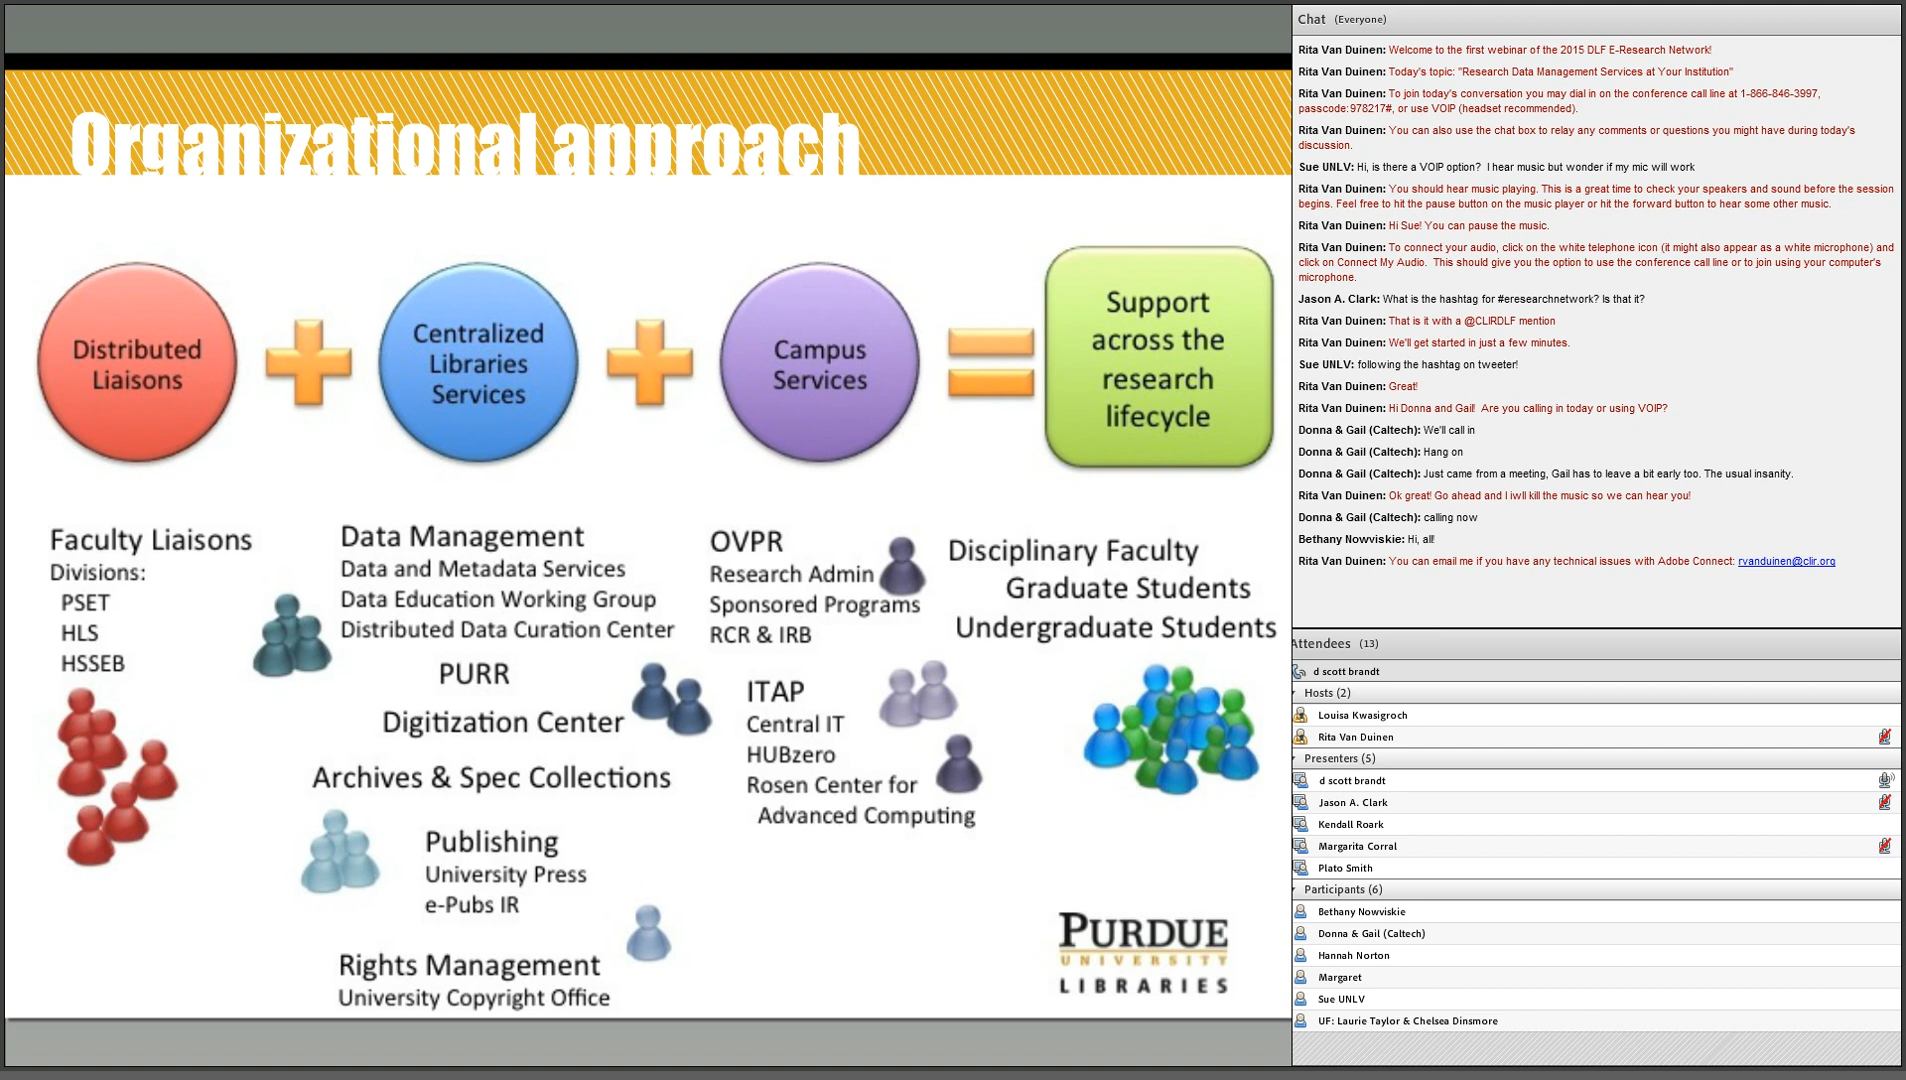 Organizational approach
Distributed
Liaisons
Centralized
Libraries
Services
Campus
Services
Support
across the
research
lifecycle
Faculty Liaisons
Divisions:
PSET
HLS
HSSEB
Data Management
Data and Metadata Services
Data Education Working Group
Distributed Data Curation Center
PURR
Digitization Center
Archives & Spec Collections
Publishing
University Press
e-Pubs IR
Rights Management
University Copyright Office
OVPR
Research Admin
Sponsored Programs
RCR & IRB
ITAP
Central IT
HUBzero
Rosen Center for
Advanced Computing
Disciplinary Faculty
Graduate Students
Undergraduate Students
PURDUE
UNIVERSITY
LIBRARIES
Chat (Everyone)
Rita Van Duinen: Welcome to the first webinar of the 2015 DLF E-Research Network!
Rita Van Duinen: Today's topic: "Research Data Management Services at Your Institution"
Rita Van Duinen: To join today's conversation you may dial in on the conference call line at 1-866-846-3997,
passcode:978217#, or use VOIP (headset recommended).
Rita Van Duinen: You can also use the chat box to relay any comments or questions you might have during today's
discussion.
Sue UNLV: Hi, is there a VOIP option? I hear music but wonder if my mic will work
Rita Van Duinen: You should hear music playing. This is a great time to check your speakers and sound before the session
begins. Feel free to hit the pause button on the music player or hit the forward button to hear some other music.
Rita Van Duinen: Hi Sue! You can pause the music.
Rita Van Duinen: To connect your audio, click on the white telephone icon (it might also appear as a white microphone) and
click on Connect My Audio. This should give you the option to use the conference call line or to join using your computer's
microphone.
Jason A. Clark: What is the hashtag for #eresearchnetwork? Is that it?
Rita Van Duinen: That is it with a @CLIRDLF mention
Rita Van Duinen: We'll get started in just a few minutes.
Sue UNLV: following the hashtag on tweeter!
Rita Van Duinen: Great!
Rita Van Duinen: Hi Donna and Gail! Are you calling in today or using VOIP?
Donna & Gail (Caltech): We'll call in
Donna & Gail (Caltech): Hang on
Donna & Gail (Caltech): Just came from a meeting, Gail has to leave a bit early too. The usual insanity.
Rita Van Duinen: Ok great! Go ahead and I iwll kill the music so we can hear you!
Donna & Gail (Caltech): calling now
Bethany Nowviskie: Hi, all!
Rita Van Duinen: You can email me if you have any technical issues with Adobe Connect: rvanduinen@clir.org
Attendees (13)
d scott brandt
Hosts (2)
Louisa Kwasigroch
Rita Van Duinen
Presenters (5)
d scott brandt
Jason A. Clark
Kendall Roark
Margarita Corral
Plato Smith
Participants (6)
Bethany Nowviskie
Donna & Gail (Caltech)
Hannah Norton
Margaret
Sue UNLV
UF: Laurie Taylor & Chelsea Dinsmore